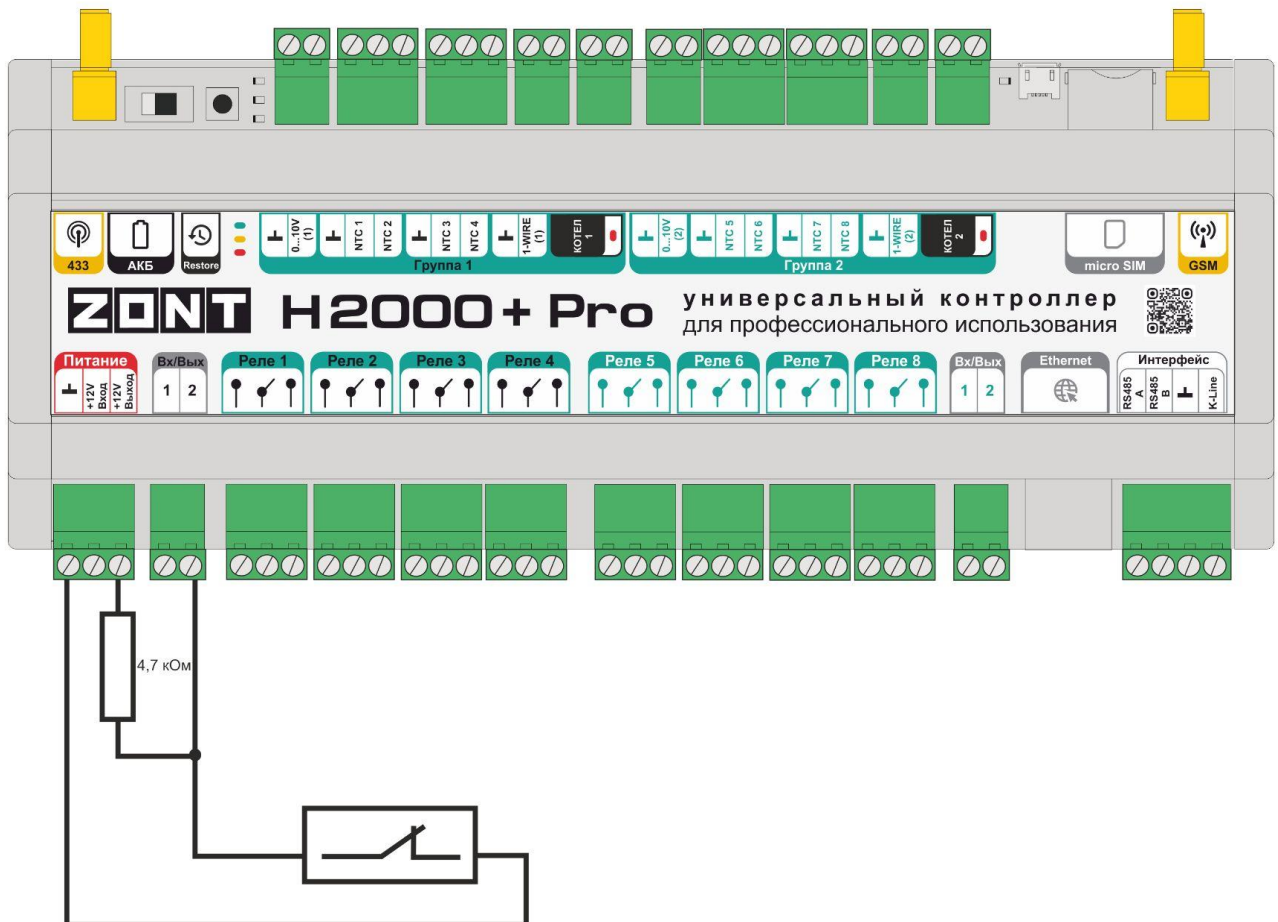 433
АКБ
Restore
0...10V (1)
NTC 1
NTC 2
NTC 3
NTC 4
1-WIRE (1)
КОТЕЛ 1
Группа 1
0...10V (2)
NTC 5
NTC 6
NTC 7
NTC 8
1-WIRE (2)
КОТЕЛ 2
Группа 2
micro SIM
GSM
ZONT H2000+ Pro
универсальный контроллер
для профессионального использования
Питание
+12V Вход
+12V Выход
Вх/Вых
1 2
Реле 1
Реле 2
Реле 3
Реле 4
Реле 5
Реле 6
Реле 7
Реле 8
Вх/Вых
1 2
Ethernet
Интерфейс
RS485 A
RS485 B
K-Line
4,7 кОм